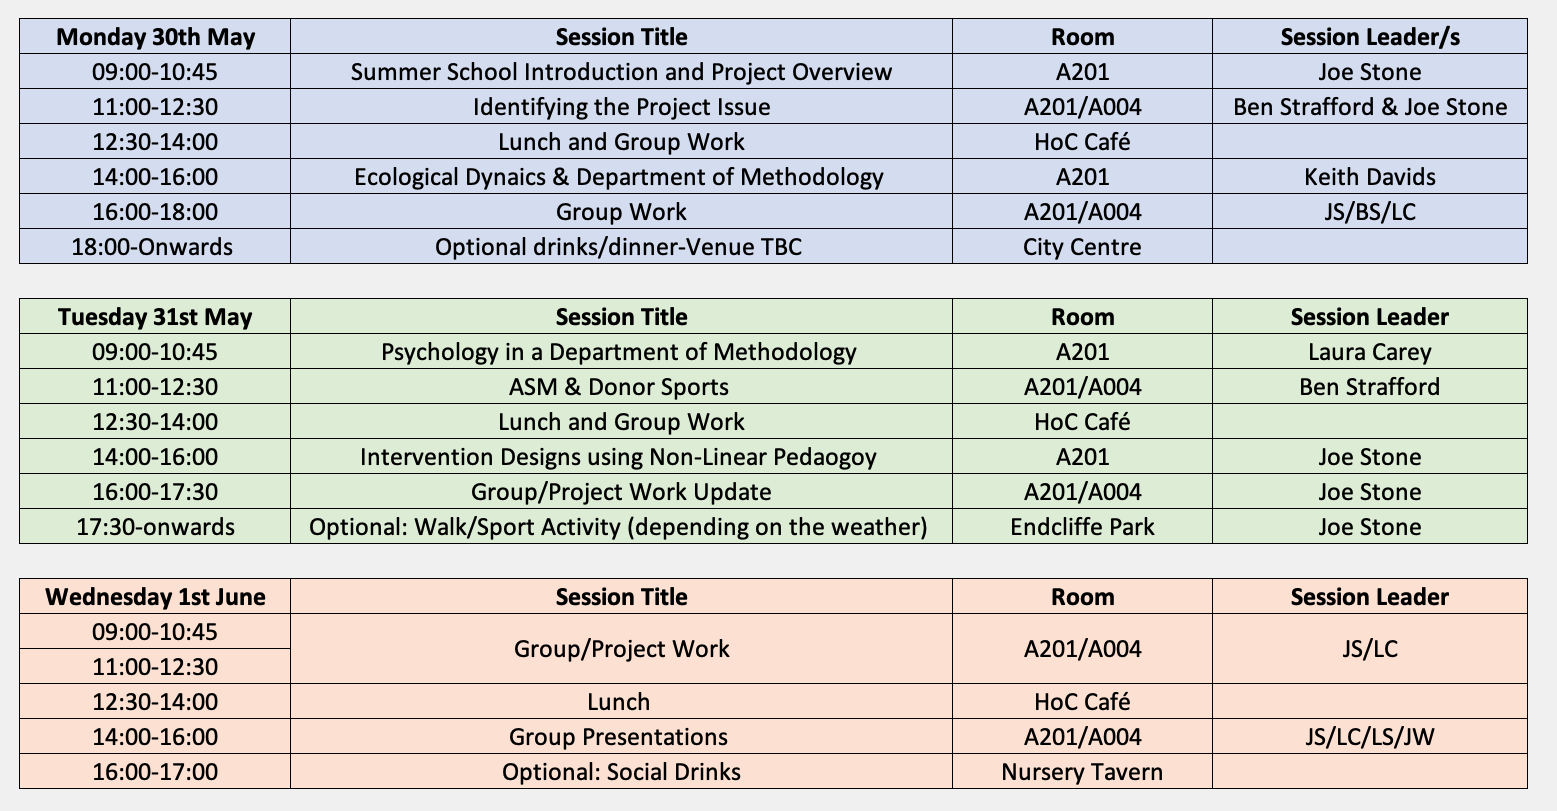 Monday 30th May Session Title Room Session Leader/s
09:00-10:45 Summer School Introduction and Project Overview A201 Joe Stone
11:00-12:30 Identifying the Project Issue A201/A004 Ben Strafford & Joe Stone
12:30-14:00 Lunch and Group Work HoC Café
14:00-16:00 Ecological Dynaics & Department of Methodology A201 Keith Davids
16:00-18:00 Group Work A201/A004 JS/BS/LC
18:00-Onwards Optional drinks/dinner-Venue TBC City Centre
Tuesday 31st May Session Title Room Session Leader
09:00-10:45 Psychology in a Department of Methodology A201 Laura Carey
11:00-12:30 ASM & Donor Sports A201/A004 Ben Strafford
12:30-14:00 Lunch and Group Work HoC Café
14:00-16:00 Intervention Designs using Non-Linear Pedaogoy A201 Joe Stone
16:00-17:30 Group/Project Work Update A201/A004 Joe Stone
17:30-onwards Optional: Walk/Sport Activity (depending on the weather) Endcliffe Park Joe Stone
Wednesday 1st June Session Title Room Session Leader
09:00-10:45
Group/Project Work A201/A004 JS/LC
11:00-12:30
12:30-14:00 Lunch HoC Café
14:00-16:00 Group Presentations A201/A004 JS/LC/LS/JW
16:00-17:00 Optional: Social Drinks Nursery Tavern